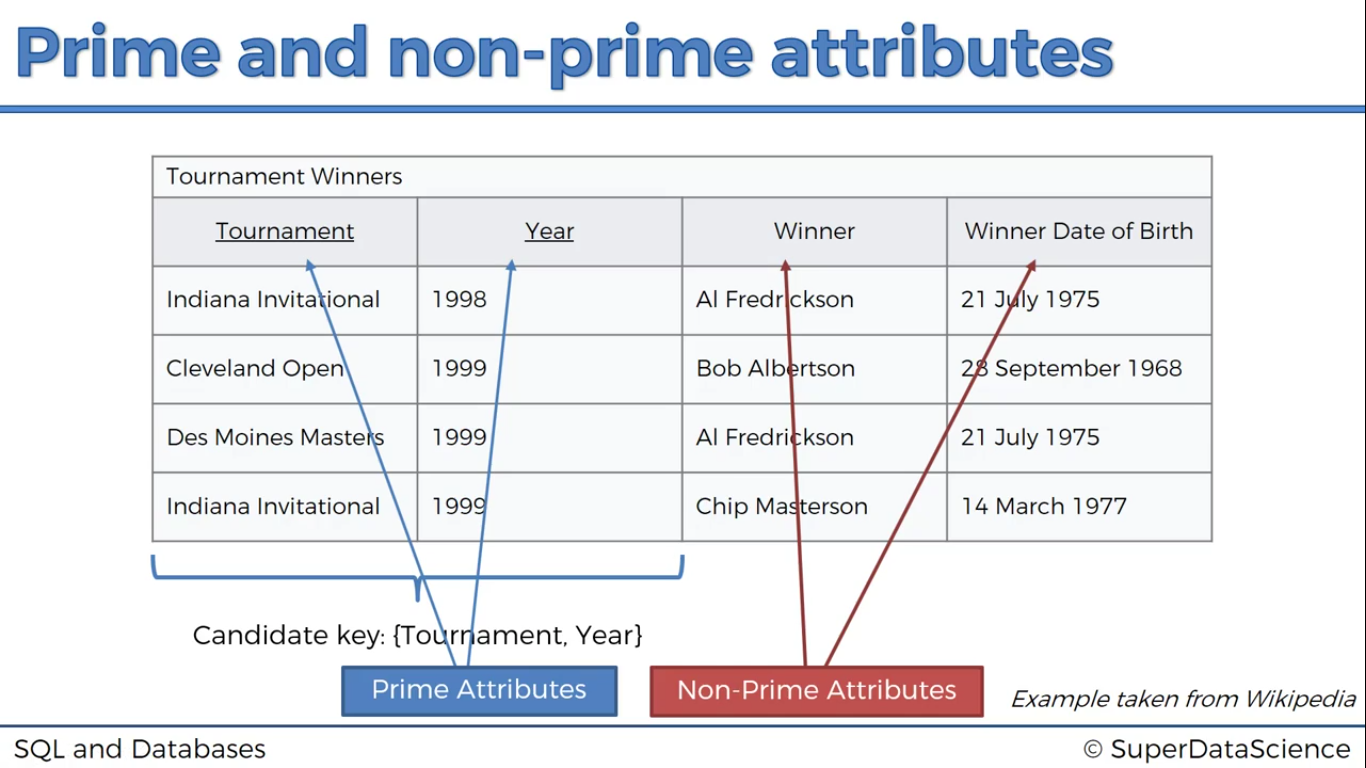 Prime and non-prime attributes
Tournament Winners
Tournament Year Winner Winner Date of Birth
Indiana Invitational 1998 Al Fredrickson 21 July 1975
Cleveland Open 1999 Bob Albertson 28 September 1968
Des Moines Masters 1999 Al Fredrickson 21 July 1975
Indiana Invitational 1999 Chip Masterson 14 March 1977
Candidate key: {Tournament, Year}
Prime Attributes Non-Prime Attributes Example taken from Wikipedia
SQL and Databases © SuperDataScience